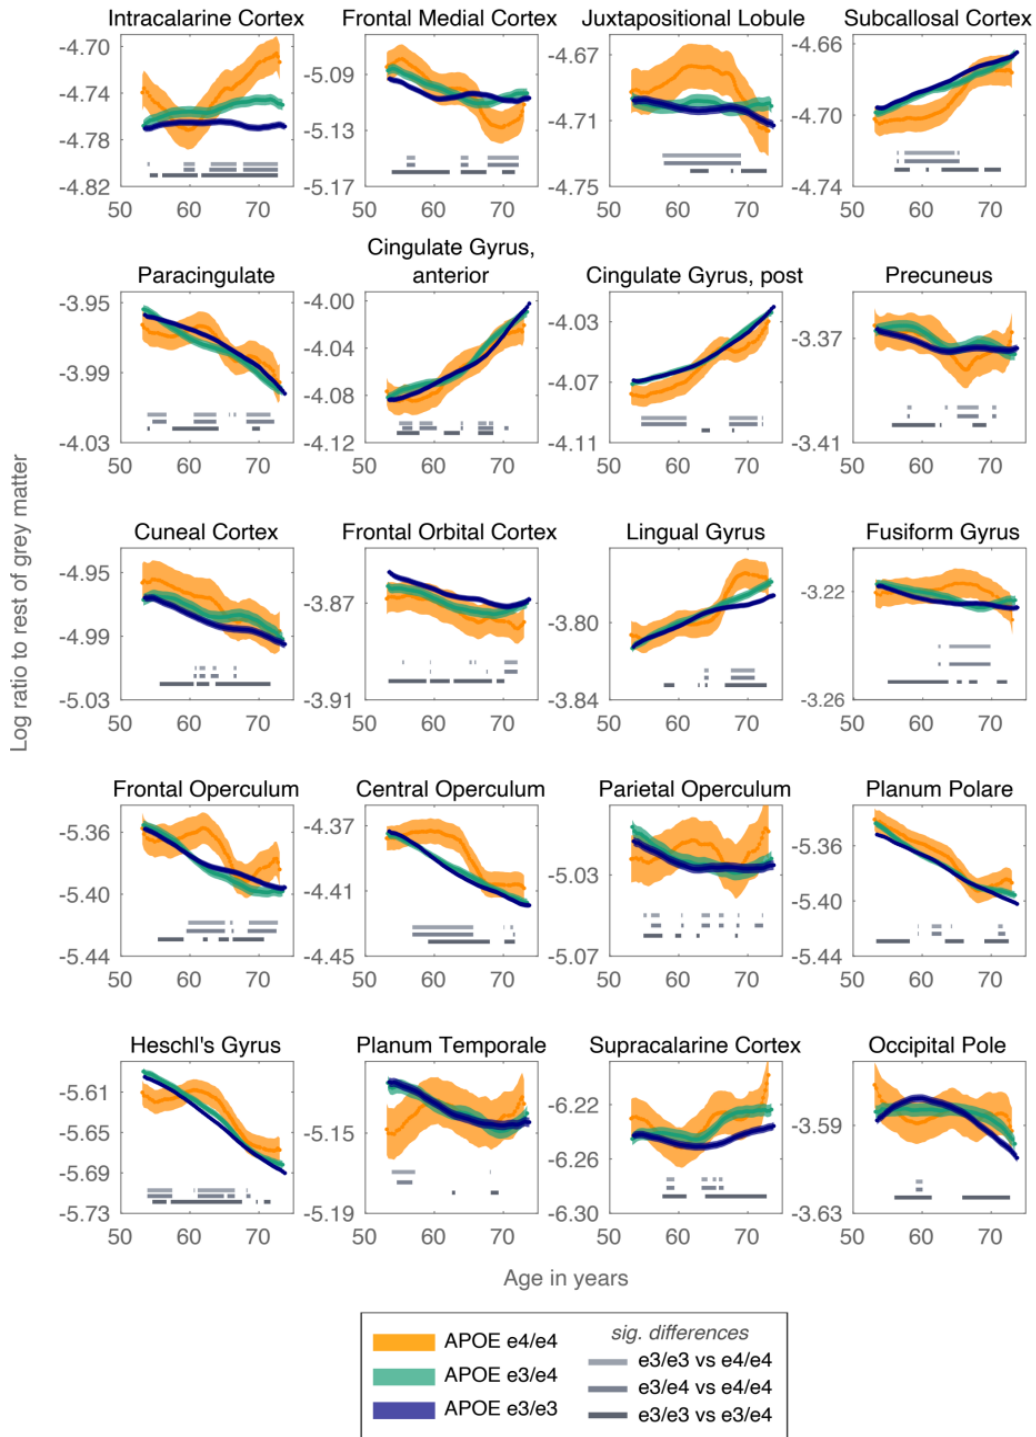 Intracalarine Cortex
Frontal Medial Cortex
Juxtapositional Lobule
Subcallosal Cortex
-4.70
-4.74
-4.78
-4.82
50 60 70
-5.09
-5.13
-5.17
50 60 70
-4.67
-4.71
-4.75
50 60 70
-4.66
-4.70
-4.74
50 60 70
Paracingulate
Cingulate Gyrus,
anterior
Cingulate Gyrus, post
Precuneus
-3.95
-3.99
-4.03
50 60 70
-4.00
-4.04
-4.08
-4.12
50 60 70
-4.03
-4.07
-4.11
50 60 70
-3.37
-3.41
50 60 70
Log ratio to rest of grey matter
Cuneal Cortex
Frontal Orbital Cortex
Lingual Gyrus
Fusiform Gyrus
-4.95
-4.99
-5.03
50 60 70
-3.87
-3.91
50 60 70
-3.80
-3.84
50 60 70
-3.22
-3.26
50 60 70
Frontal Operculum
Central Operculum
Parietal Operculum
Planum Polare
-5.36
-5.40
-5.44
50 60 70
-4.37
-4.41
-4.45
50 60 70
-5.03
-5.07
50 60 70
-5.36
-5.40
-5.44
50 60 70
Heschl's Gyrus
Planum Temporale
Supracalarine Cortex
Occipital Pole
-5.61
-5.65
-5.69
-5.73
50 60 70
-5.15
-5.19
50 60 70
-6.22
-6.26
-6.30
50 60 70
-3.59
-3.63
50 60 70
Age in years
APOE e4/e4
APOE e3/e4
APOE e3/e3
sig. differences
e3/e3 vs e4/e4
e3/e4 vs e4/e4
e3/e3 vs e3/e4